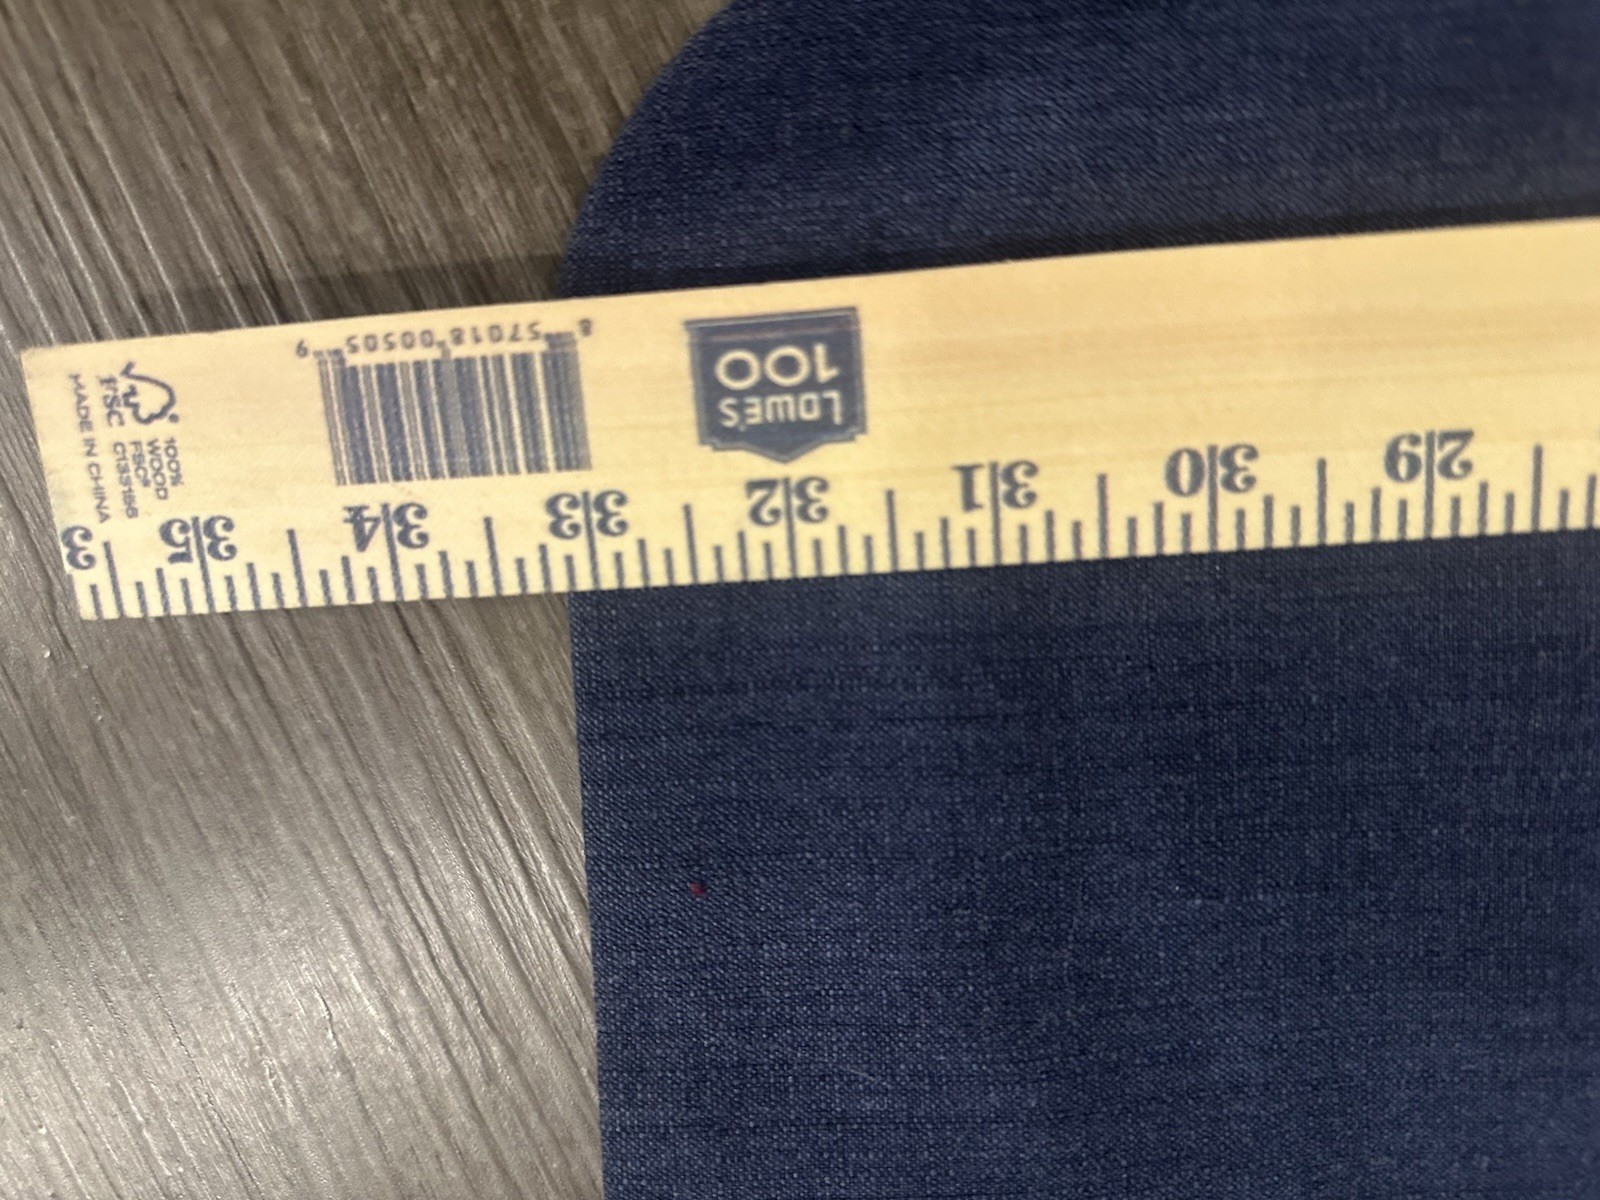 LOWE'S
100
8 57018 00505 9
FSC
100%
WOOD
FSC®
C133186
MADE IN CHINA
29 30 31 32 33 34 35 3